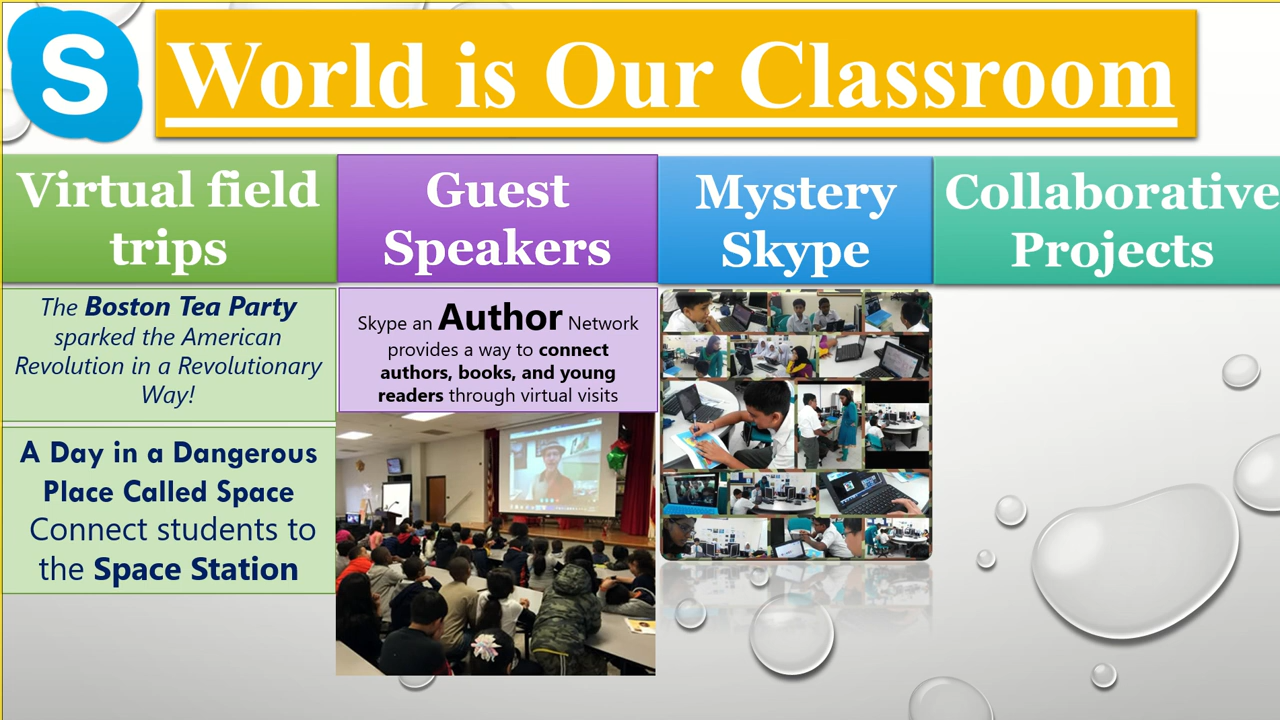 S
World is Our Classroom
Virtual field
trips
Guest
Speakers
Mystery
Skype
Collaborative
Projects
The Boston Tea Party
sparked the American
Revolution in a Revolutionary
Way!
A Day in a Dangerous
Place Called Space
Connect students to
the Space Station
Skype an Author Network
provides a way to connect
authors, books, and young
readers through virtual visits